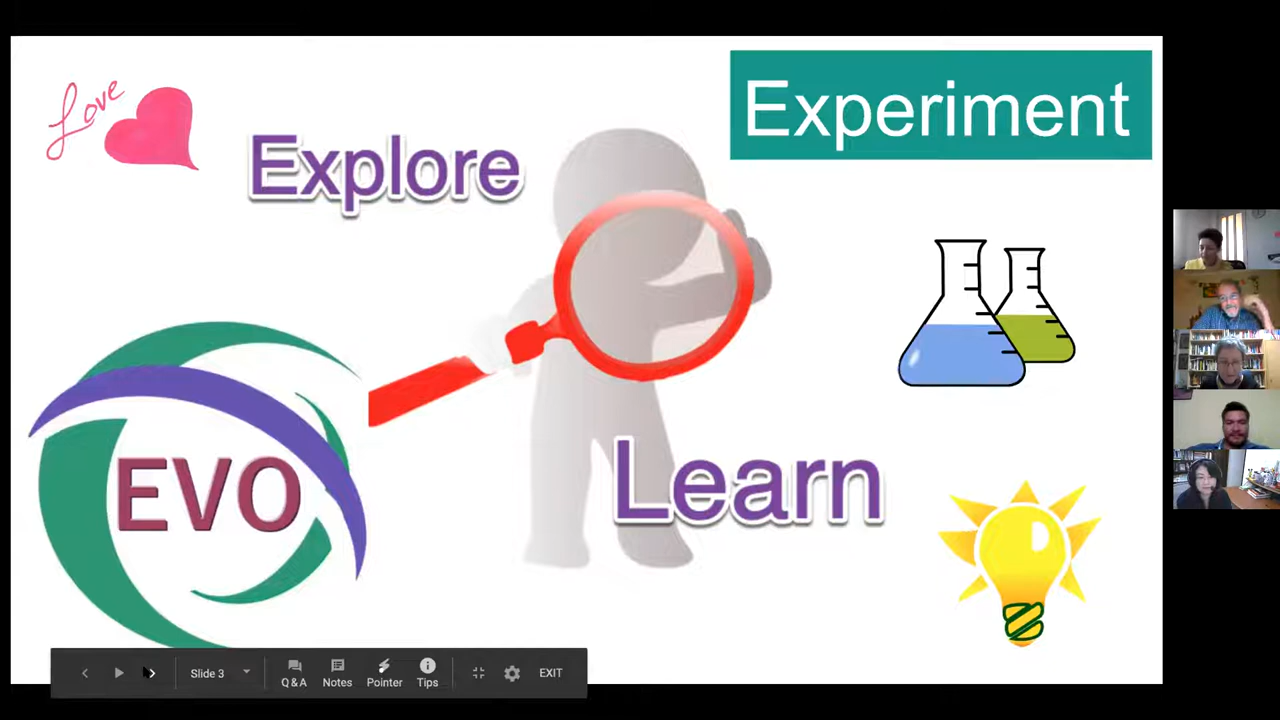 Love
Explore
Experiment
EVO
Learn
Slide 3
Q&A
Notes
Pointer
Tips
EXIT